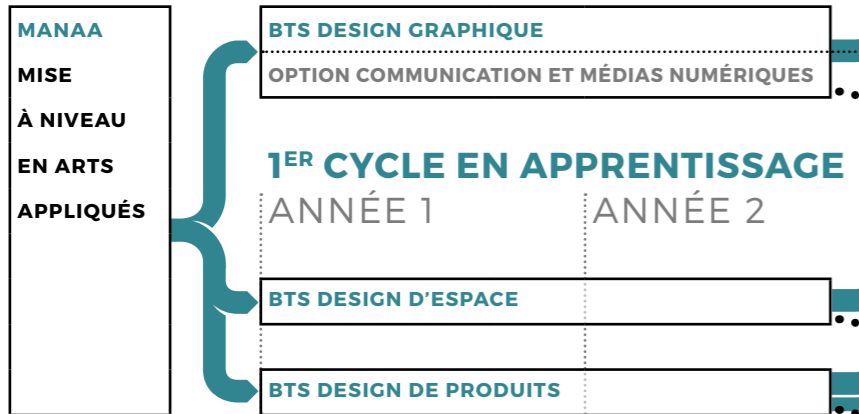 MANAA
MISE
À NIVEAU
EN ARTS
APPLIQUÉS
BTS DESIGN GRAPHIQUE
OPTION COMMUNICATION ET MÉDIAS NUMÉRIQUES
1ER CYCLE EN APPRENTISSAGE
ANNÉE 1
ANNÉE 2
BTS DESIGN D'ESPACE
BTS DESIGN DE PRODUITS